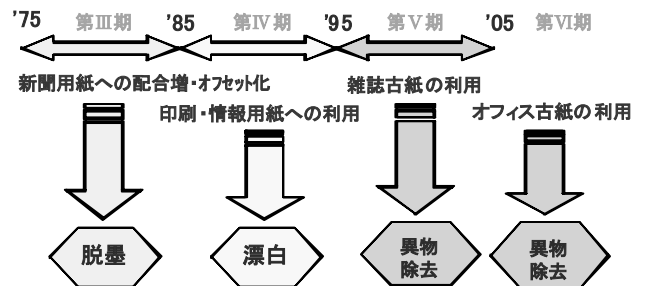 '75 第Ⅲ期 '85 第Ⅳ期 '95 第Ⅴ期 '05 第Ⅵ期
新聞用紙への配合増・オフセット化
雑誌古紙の利用
印刷・情報用紙への利用
オフィス古紙の利用
脱墨
漂白
異物
除去
異物
除去